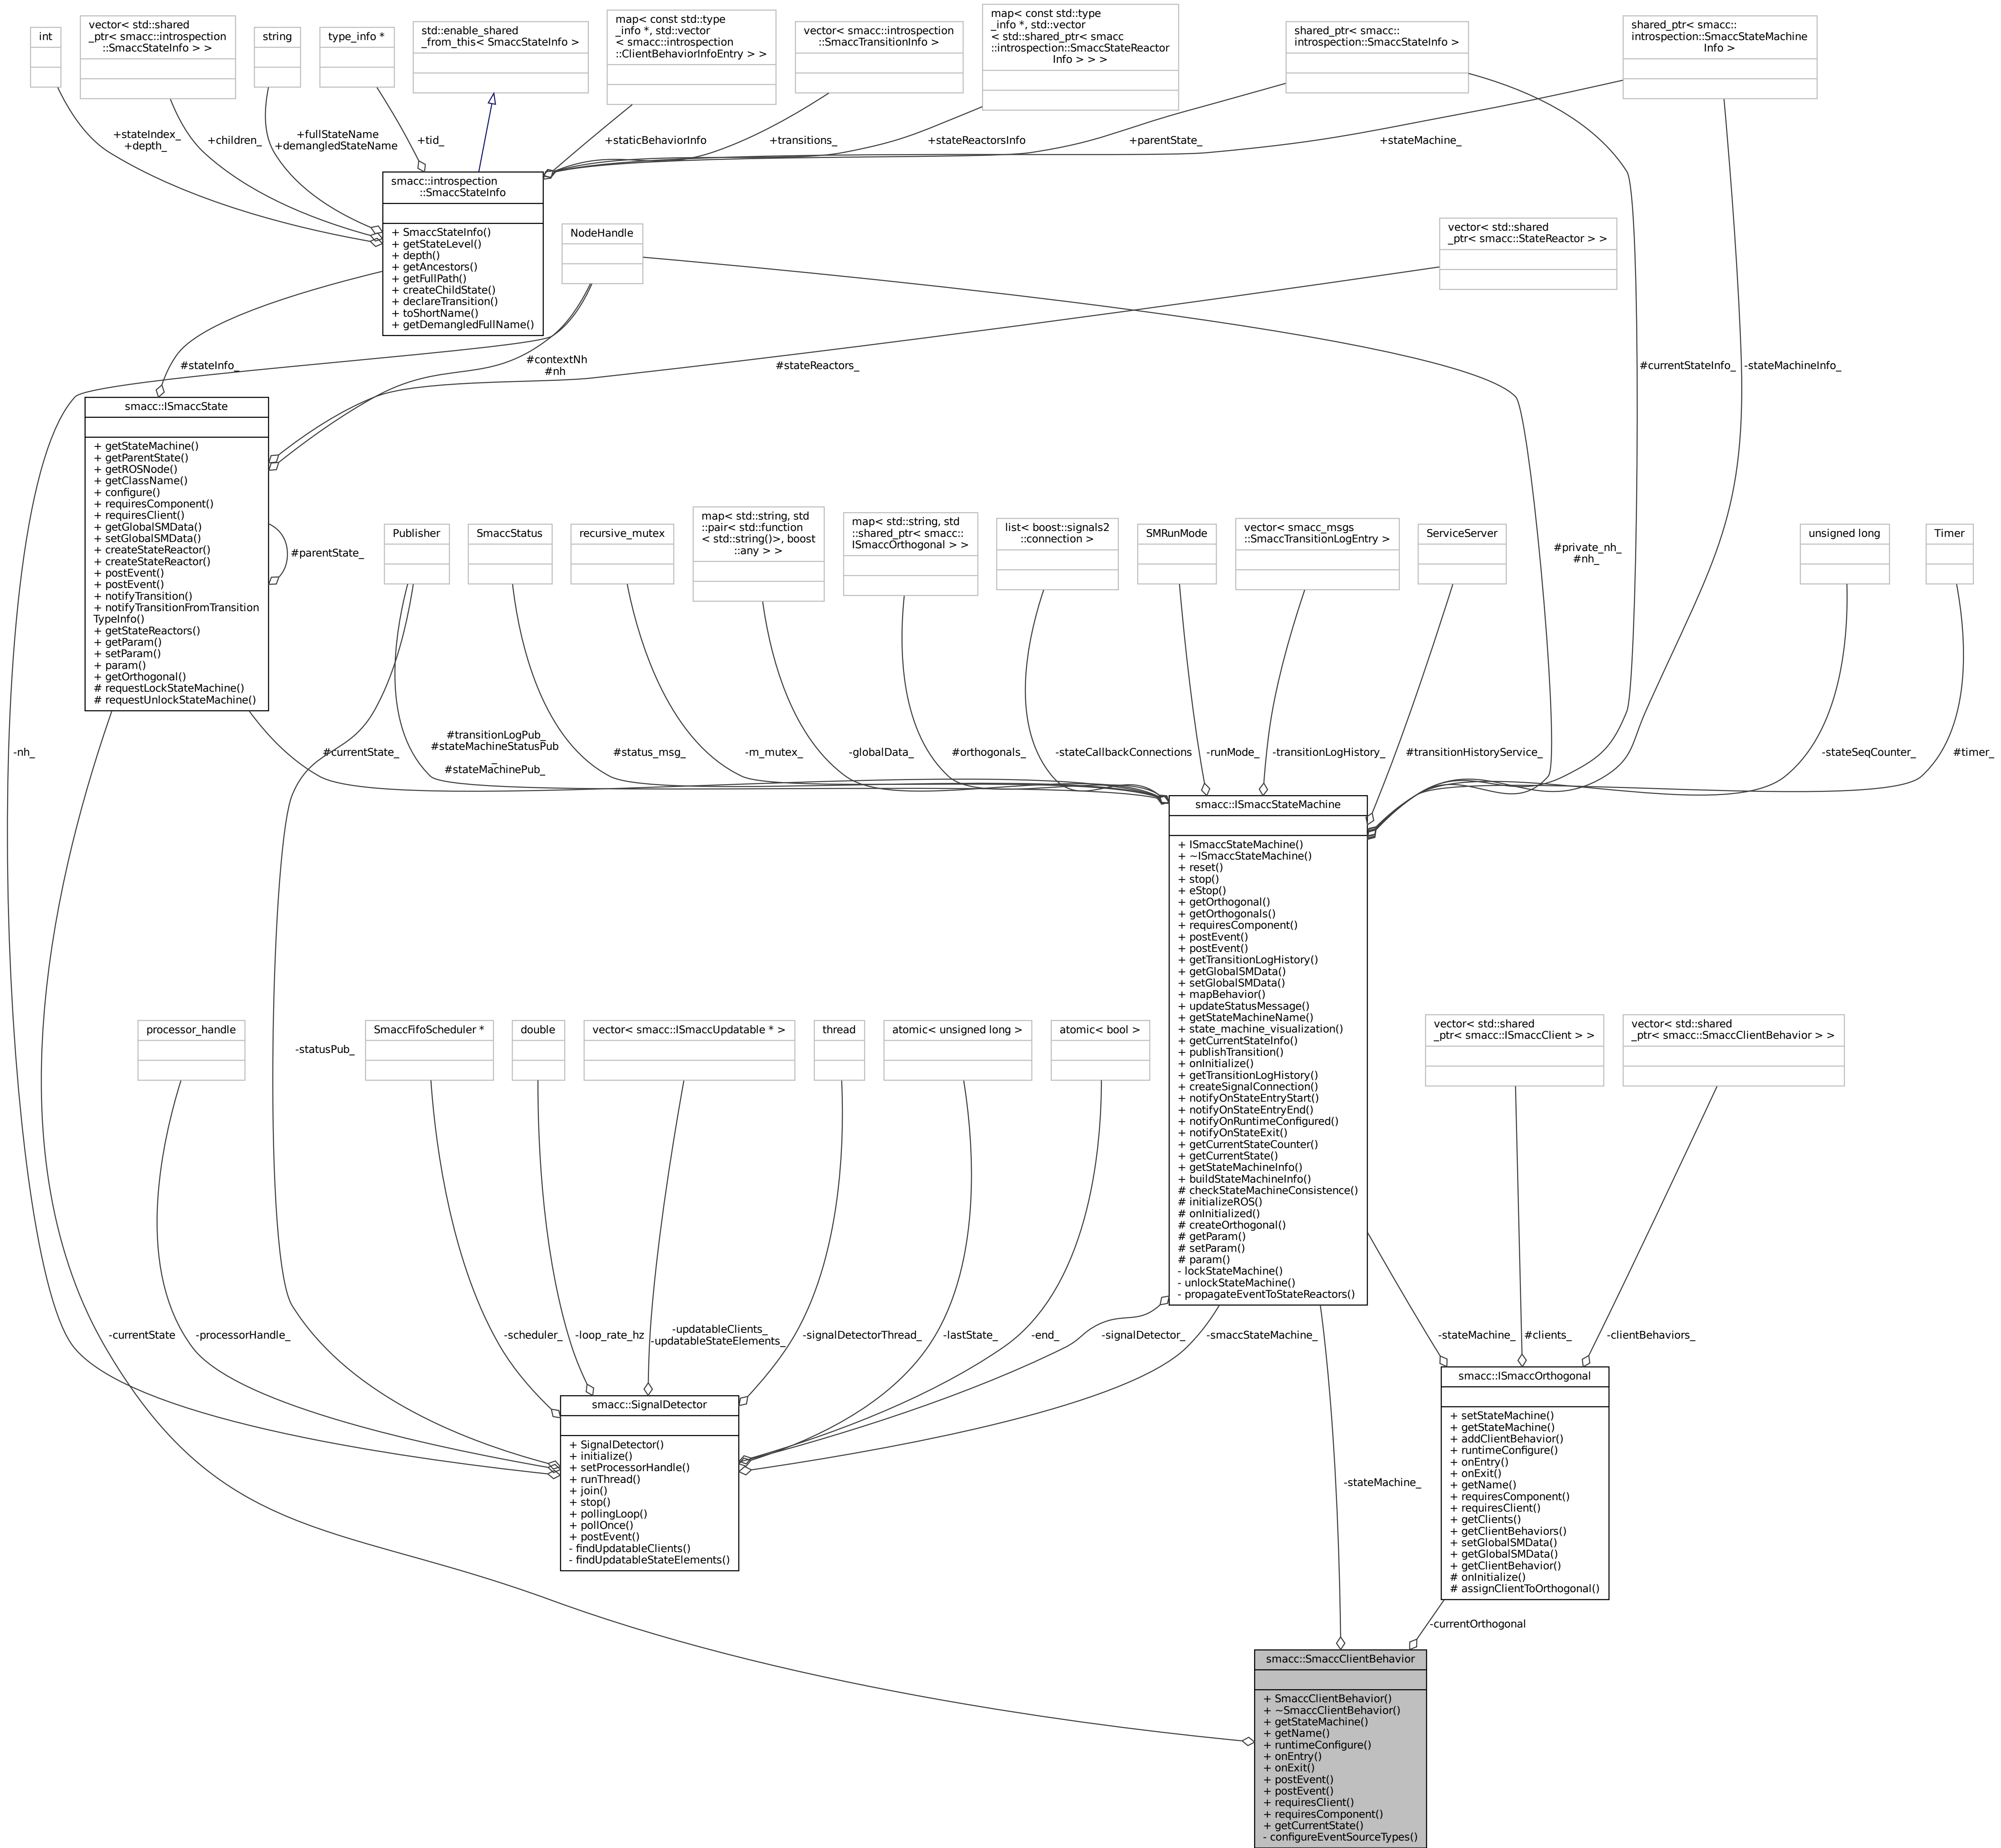 int
vector< std::shared
_ptr< smacc::introspection
::SmaccStateInfo > >
string
type_info *
std::enable_shared
_from_this< SmaccStateInfo >
map< const std::type
_info *, std::vector
< smacc::introspection
::ClientBehaviorInfoEntry > >
vector< smacc::introspection
::SmaccTransitionInfo >
map< const std::type
_info *, std::vector
< std::shared_ptr< smacc
::introspection::SmaccStateReactor
Info > > >
shared_ptr< smacc::
introspection::SmaccStateInfo >
shared_ptr< smacc::
introspection::SmaccStateMachine
Info >
+stateIndex_
+depth_
+children_
+fullStateName
+demangledStateName
+tid_
+staticBehaviorInfo
+transitions_
+stateReactorsInfo
+parentState_
+stateMachine_
smacc::introspection
::SmaccStateInfo
+ SmaccStateInfo()
+ getStateLevel()
+ depth()
+ getAncestors()
+ getFullPath()
+ createChildState()
+ declareTransition()
+ toShortName()
+ getDemangledFullName()
NodeHandle
vector< std::shared
_ptr< smacc::StateReactor > >
#stateInfo_
#contextNh
#nh
#stateReactors_
#currentStateInfo_
-stateMachineInfo_
smacc::ISmaccState
+ getStateMachine()
+ getParentState()
+ getROSNode()
+ getClassName()
+ configure()
+ requiresComponent()
+ requiresClient()
+ getGlobalSMData()
+ setGlobalSMData()
+ createStateReactor()
+ createStateReactor()
+ postEvent()
+ postEvent()
+ notifyTransition()
+ notifyTransitionFromTransition
TypeInfo()
+ getStateReactors()
+ getParam()
+ setParam()
+ param()
+ getOrthogonal()
# requestLockStateMachine()
# requestUnlockStateMachine()
#parentState_
Publisher
SmaccStatus
recursive_mutex
map< std::string, std
::pair< std::function
< std::string()>, boost
::any > >
map< std::string, std
::shared_ptr< smacc::
ISmaccOrthogonal > >
list< boost::signals2
::connection >
SMRunMode
vector< smacc_msgs
::SmaccTransitionLogEntry >
ServiceServer
#private_nh_
#nh_
unsigned long
Timer
-nh_
#currentState_
#transitionLogPub_
#stateMachineStatusPub
_
#stateMachinePub_
#status_msg_
-m_mutex_
-globalData_
#orthogonals_
-stateCallbackConnections
-runMode_
-transitionLogHistory_
#transitionHistoryService_
-stateSeqCounter_
#timer_
smacc::ISmaccStateMachine
+ ISmaccStateMachine()
+ ~ISmaccStateMachine()
+ reset()
+ stop()
+ eStop()
+ getOrthogonal()
+ getOrthogonals()
+ requiresComponent()
+ postEvent()
+ postEvent()
+ getTransitionLogHistory()
+ getGlobalSMData()
+ setGlobalSMData()
+ mapBehavior()
+ updateStatusMessage()
+ getStateMachineName()
+ state_machine_visualization()
+ getCurrentStateInfo()
+ publishTransition()
+ onInitialize()
+ getTransitionLogHistory()
+ createSignalConnection()
+ notifyOnStateEntryStart()
+ notifyOnStateEntryEnd()
+ notifyOnRuntimeConfigured()
+ notifyOnStateExit()
+ getCurrentStateCounter()
+ getCurrentState()
+ getStateMachineInfo()
+ buildStateMachineInfo()
# checkStateMachineConsistence()
# initializeROS()
# onInitialized()
# createOrthogonal()
# getParam()
# setParam()
# param()
- lockStateMachine()
- unlockStateMachine()
- propagateEventToStateReactors()
processor_handle
-statusPub_
SmaccFifoScheduler *
double
vector< smacc::ISmaccUpdatable * >
thread
atomic< unsigned long >
atomic< bool >
vector< std::shared
_ptr< smacc::ISmaccClient > >
vector< std::shared
_ptr< smacc::SmaccClientBehavior > >
-currentState
-processorHandle_
-scheduler_
-loop_rate_hz
-updatableClients_
-updatableStateElements_
-signalDetectorThread_
-lastState_
-end_
-signalDetector_
-smaccStateMachine_
-stateMachine_
#clients_
-clientBehaviors_
smacc::SignalDetector
+ SignalDetector()
+ initialize()
+ setProcessorHandle()
+ runThread()
+ join()
+ stop()
+ pollingLoop()
+ pollOnce()
+ postEvent()
- findUpdatableClients()
- findUpdatableStateElements()
-stateMachine_
smacc::ISmaccOrthogonal
+ setStateMachine()
+ getStateMachine()
+ addClientBehavior()
+ runtimeConfigure()
+ onEntry()
+ onExit()
+ getName()
+ requiresComponent()
+ requiresClient()
+ getClients()
+ getClientBehaviors()
+ setGlobalSMData()
+ getGlobalSMData()
+ getClientBehavior()
# onInitialize()
# assignClientToOrthogonal()
-currentOrthogonal
smacc::SmaccClientBehavior
+ SmaccClientBehavior()
+ ~SmaccClientBehavior()
+ getStateMachine()
+ getName()
+ runtimeConfigure()
+ onEntry()
+ onExit()
+ postEvent()
+ postEvent()
+ requiresClient()
+ requiresComponent()
+ getCurrentState()
- configureEventSourceTypes()